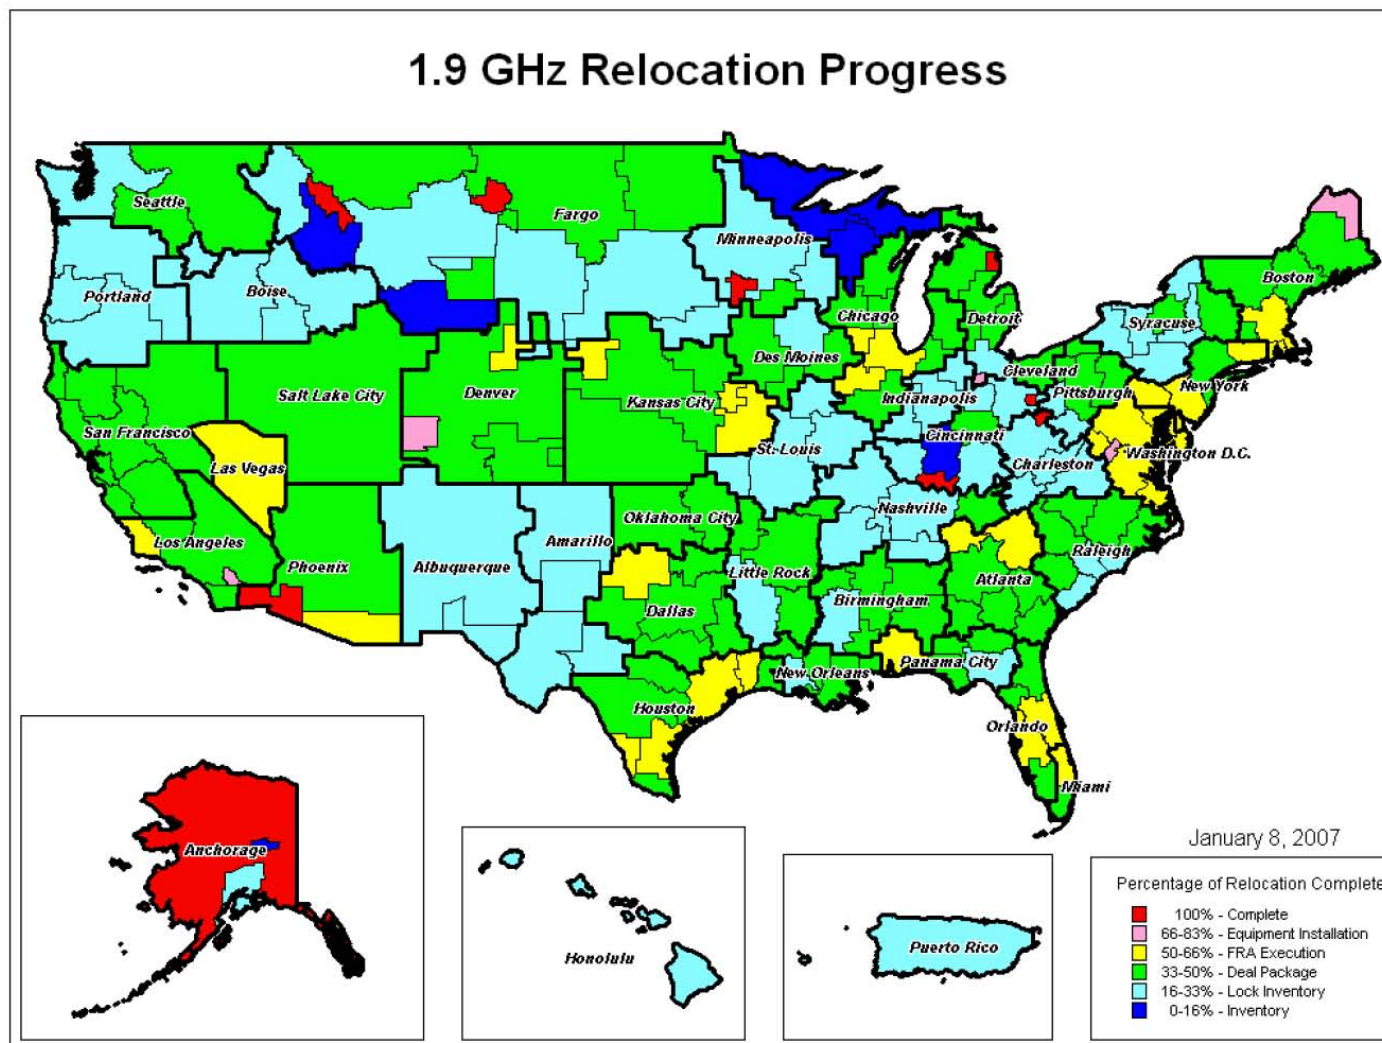 1.9 GHz Relocation Progress
Seattle
Fargo
Minneapolis
Portland
Boise
Boston
Chicago
Detroit
Syracuse
Des Moines
Cleveland
Salt Lake City
Denver
Kansas City
Indianapolis
Pittsburgh
New York
San Francisco
Las Vegas
St. Louis
Cincinnati
Charleston
Washington D.C.
Los Angeles
Phoenix
Albuquerque
Amarillo
Oklahoma City
Nashville
Little Rock
Raleigh
Dallas
Birmingham
Atlanta
Houston
New Orleans
Panama City
Orlando
Miami
Anchorage
Honolulu
Puerto Rico
January 8, 2007
Percentage of Relocation Complete
100% - Complete
66-83% - Equipment Installation
50-66% - FRA Execution
33-50% - Deal Package
16-33% - Lock Inventory
0-16% - Inventory